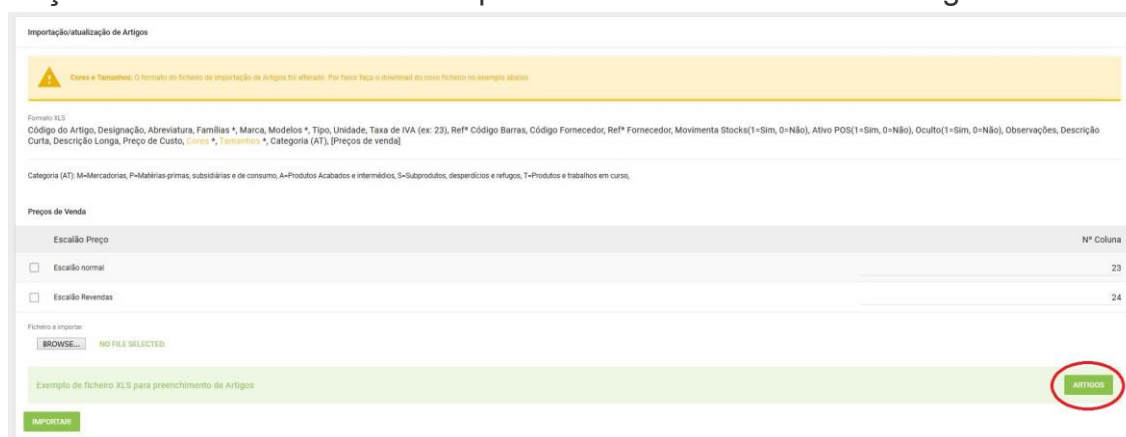 Importação/atualização de Artigos
Cores e Tamanhos: O formato do ficheiro de importação de Artigos foi alterado. Por favor faça o download do novo ficheiro no exemplo abaixo.
Formato XLS
Código do Artigo, Designação, Abreviatura, Famílias *, Marca, Modelos *, Tipo, Unidade, Taxa de IVA (ex: 23), Refª Código Barras, Código Fornecedor, Refª Fornecedor, Movimenta Stocks(1=Sim, 0=Não), Ativo POS(1=Sim, 0=Não), Oculto(1=Sim, 0=Não), Observações, Descrição
Curta, Descrição Longa, Preço de Custo, Cores *, Tamanhos *, Categoria (AT), [Preços de venda]
Categoria (AT): M=Mercadorias, P=Matérias-primas, subsidiárias e de consumo, A=Produtos Acabados e intermédios, S=Subprodutos, desperdícios e refugos, T=Produtos e trabalhos em curso,
Preços de Venda
Escalão Preço Nº Coluna
Escalão normal 23
Escalão Revendas 24
Ficheiro a importar
BROWSE... NO FILE SELECTED.
Exemplo de ficheiro XLS para preenchimento de Artigos ARTIGOS
IMPORTAR